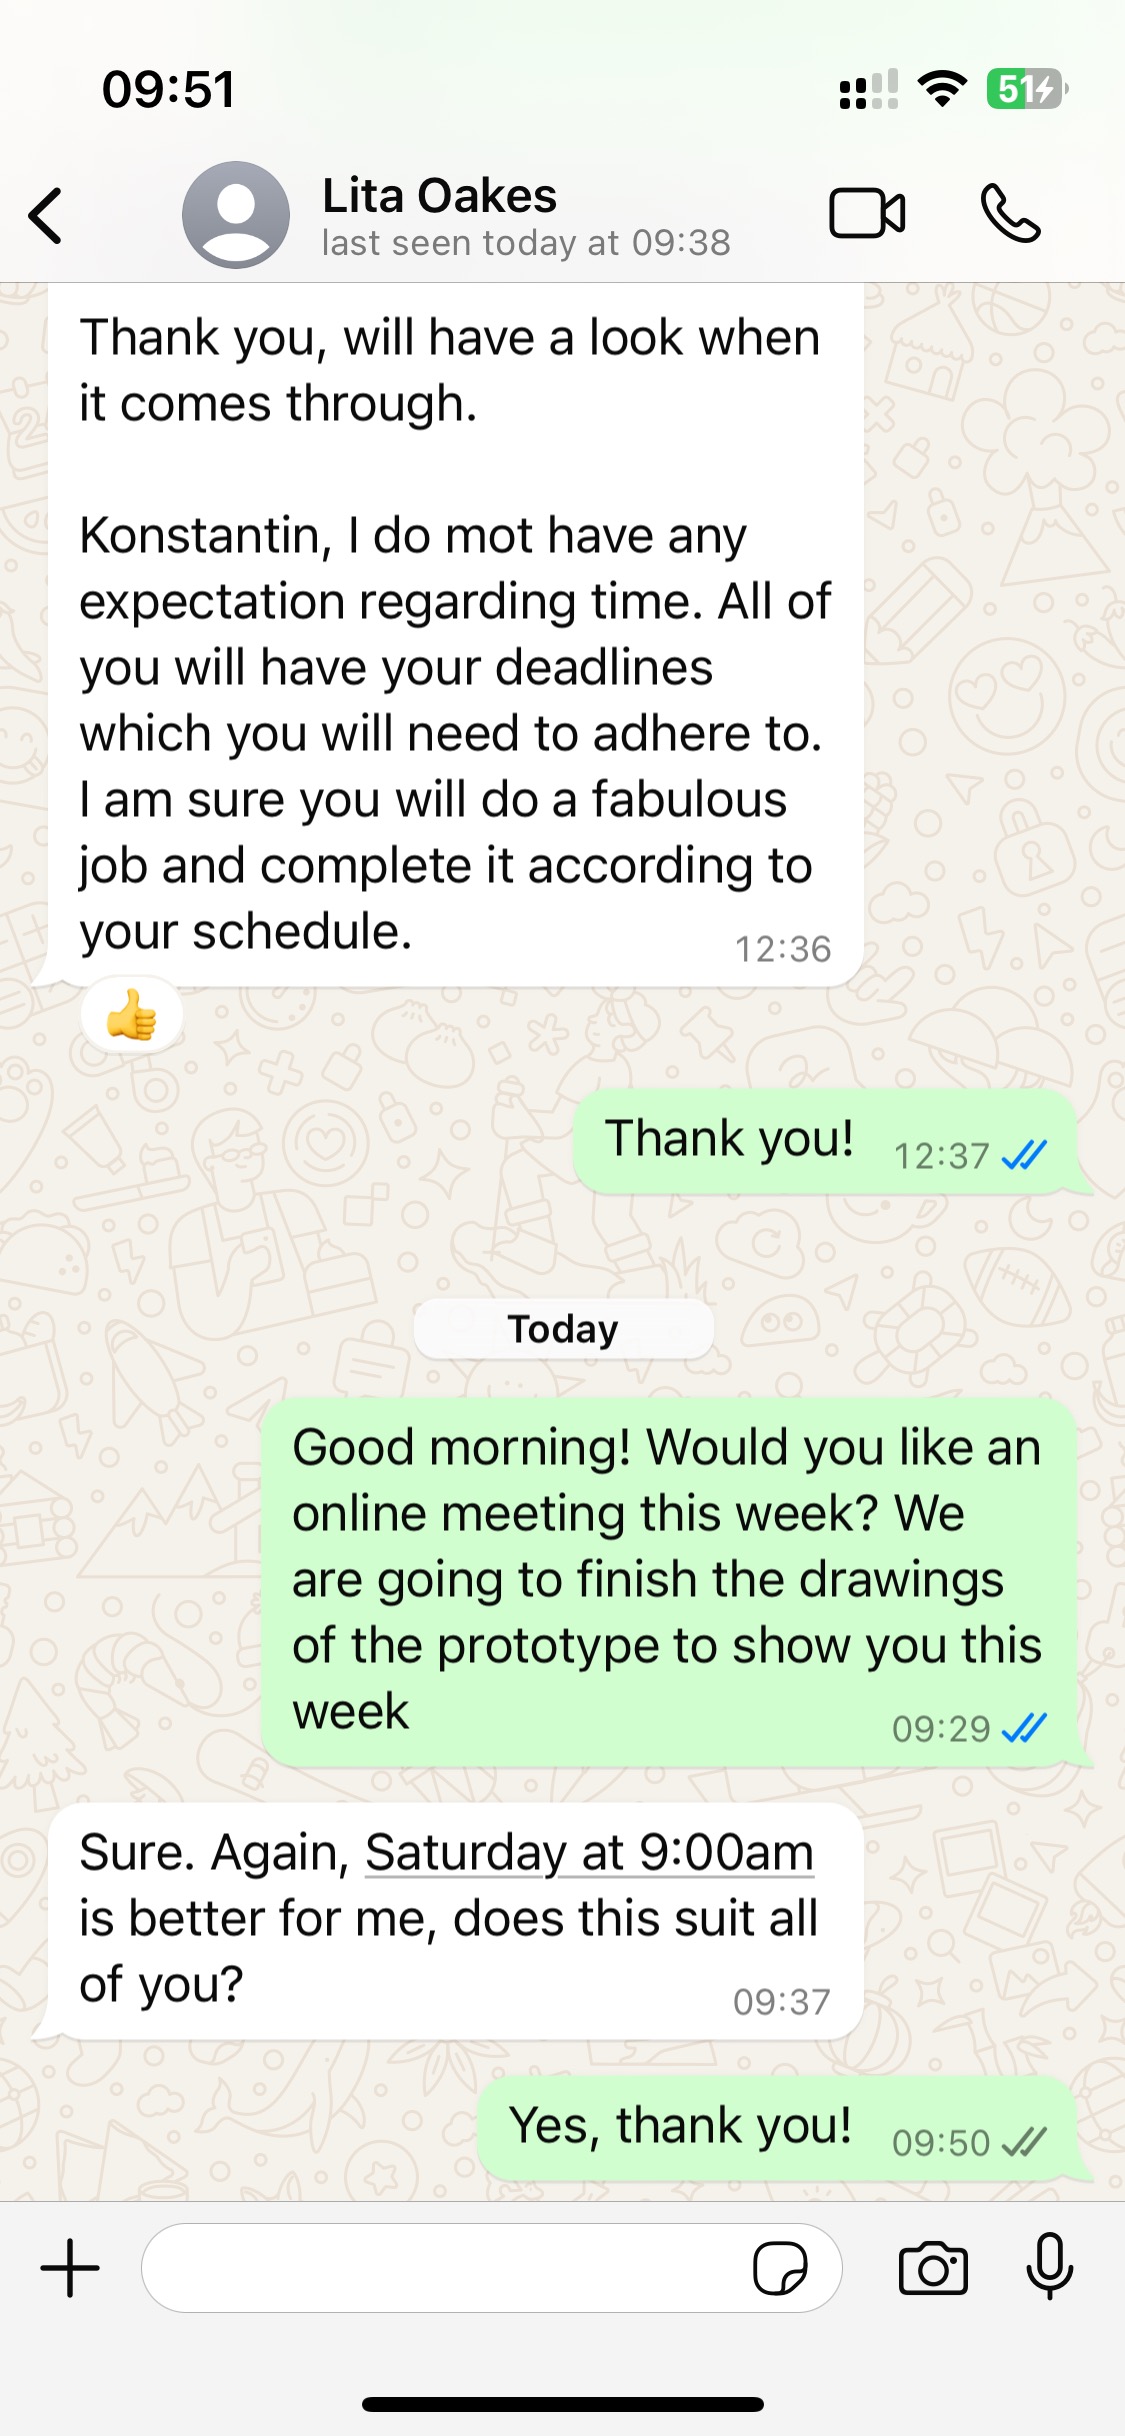 09:51
51
Lita Oakes
last seen today at 09:38
Thank you, will have a look when
it comes through.
Konstantin, I do mot have any
expectation regarding time. All of
you will have your deadlines
which you will need to adhere to.
I am sure you will do a fabulous
job and complete it according to
your schedule.
12:36
Thank you!
12:37
Today
Good morning! Would you like an
online meeting this week? We
are going to finish the drawings
of the prototype to show you this
week
09:29
Sure. Again, Saturday at 9:00am
is better for me, does this suit all
of you?
09:37
Yes, thank you!
09:50